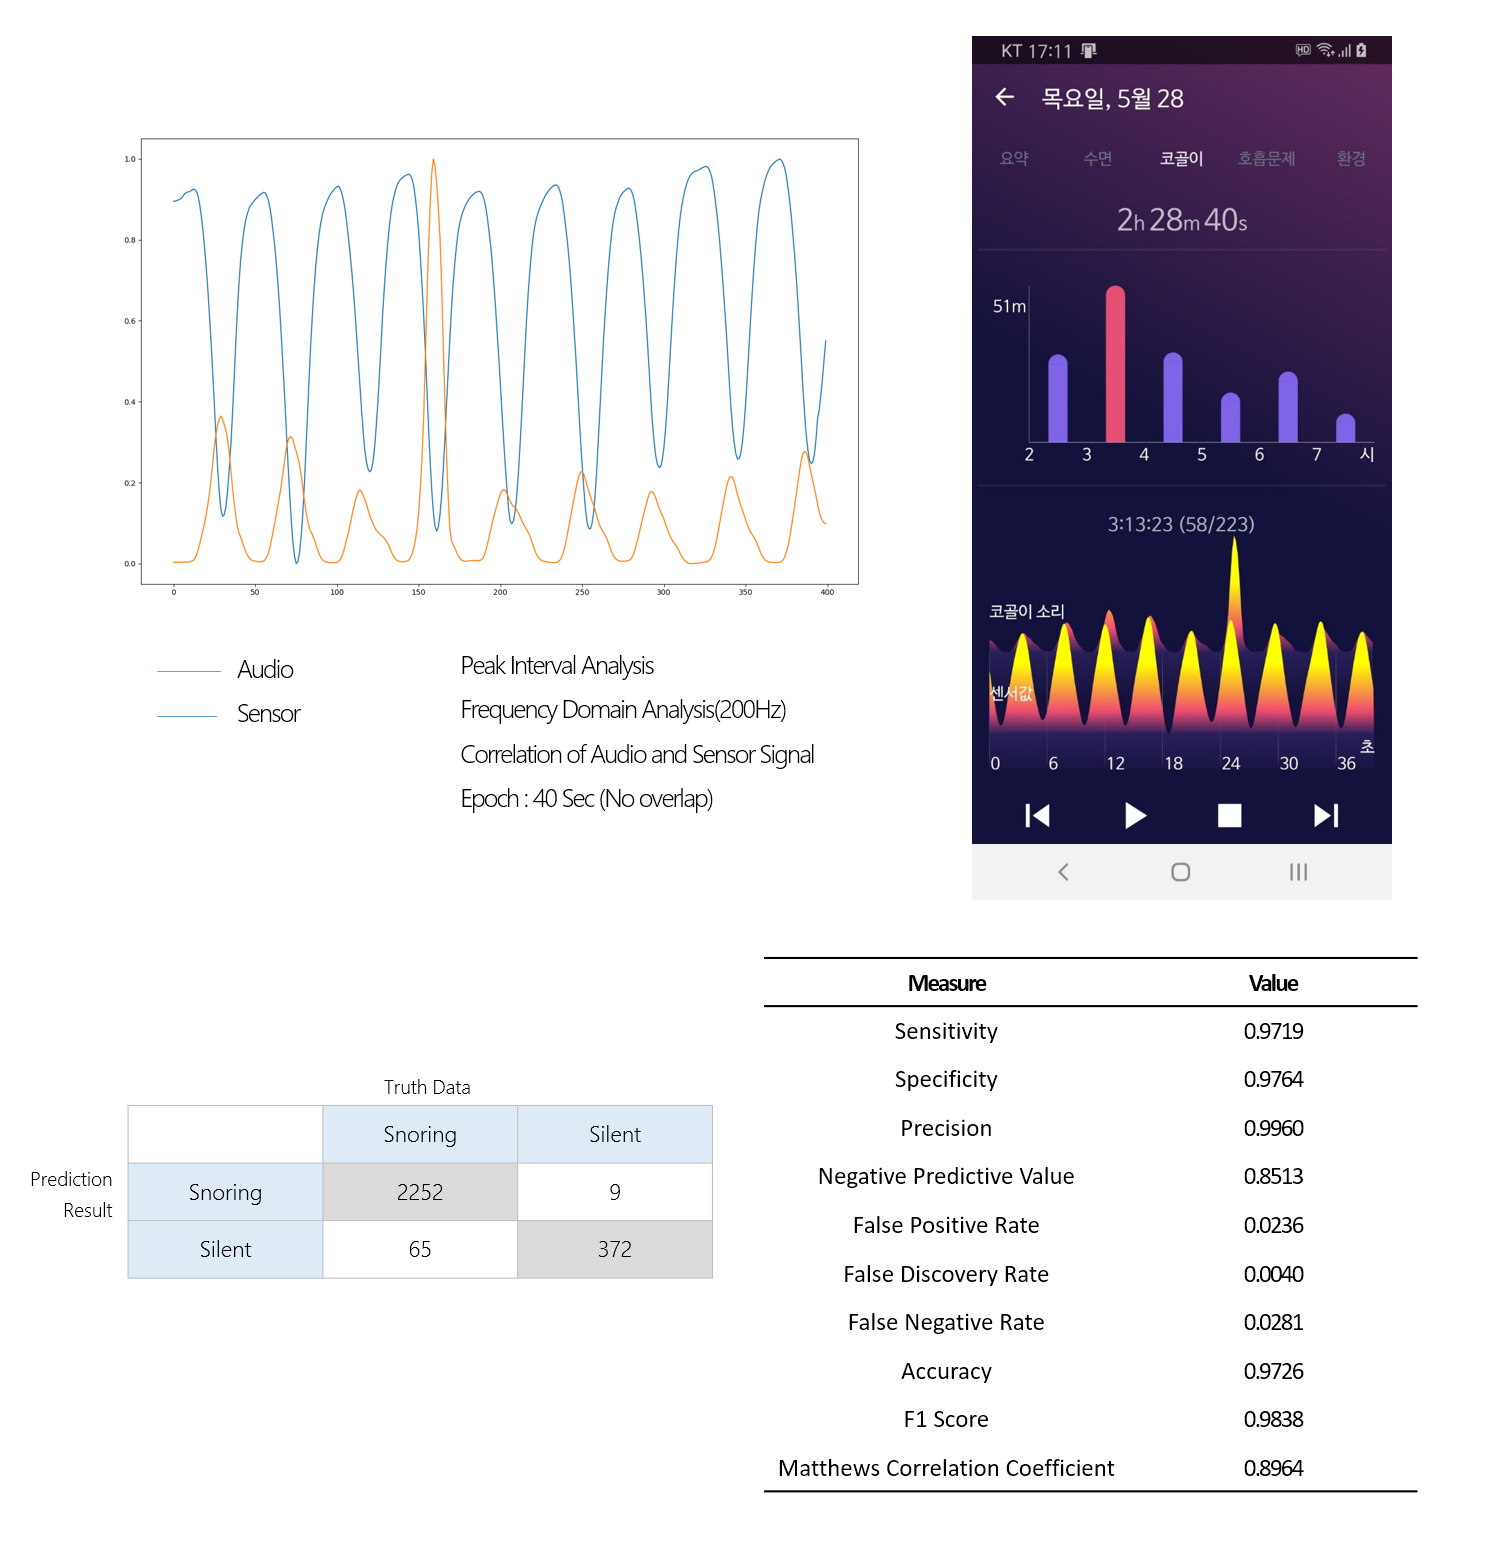 1.0
0.8
0.6
0.4
0.2
0.0
0 50 100 150 200 250 300 350 400
Audio
Sensor
Peak Interval Analysis
Frequency Domain Analysis(200Hz)
Correlation of Audio and Sensor Signal
Epoch : 40 Sec (No overlap)
KT 17:11 HD
목요일, 5월 28
요약 수면 코골이 호흡문제 환경
2h 28m 40s
51m
2 3 4 5 6 7 시
3:13:23 (58/223)
코골이 소리
센서값
초
0 6 12 18 24 30 36
Truth Data
Snoring Silent
Prediction
Result
Snoring 2252 9
Silent 65 372
Measure Value
Sensitivity 0.9719
Specificity 0.9764
Precision 0.9960
Negative Predictive Value 0.8513
False Positive Rate 0.0236
False Discovery Rate 0.0040
False Negative Rate 0.0281
Accuracy 0.9726
F1 Score 0.9838
Matthews Correlation Coefficient 0.8964